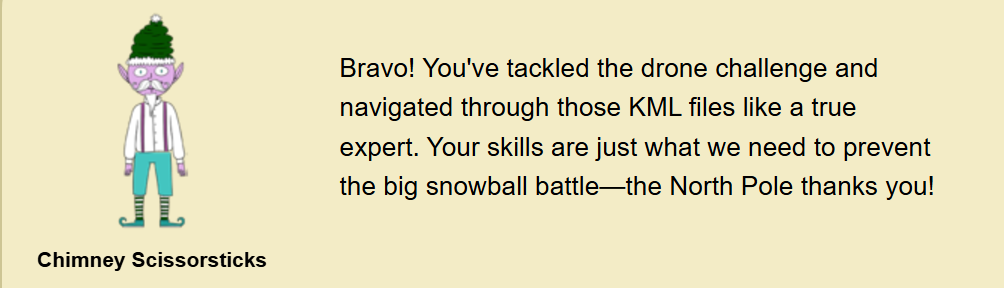 Bravo! You've tackled the drone challenge and
navigated through those KML files like a true
expert. Your skills are just what we need to prevent
the big snowball battle—the North Pole thanks you!
Chimney Scissorsticks